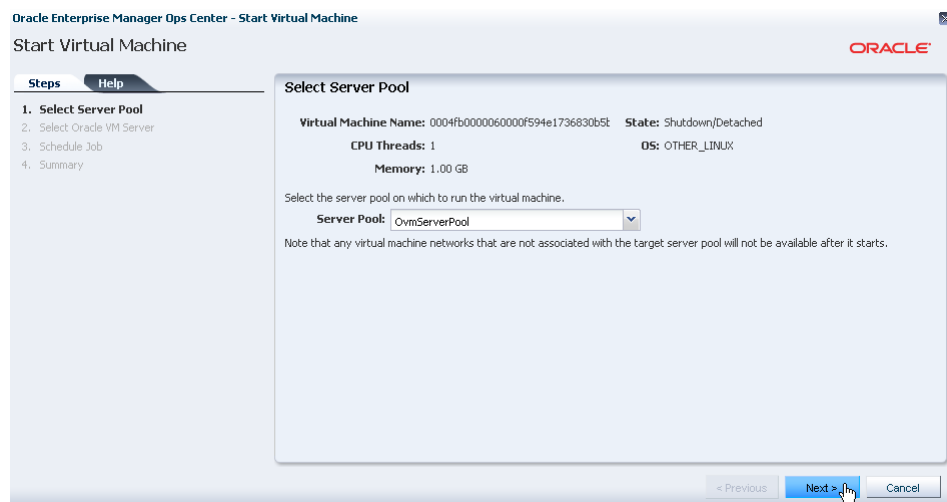 Oracle Enterprise Manager Ops Center - Start Virtual Machine
Start Virtual Machine
ORACLE
Steps Help
1. Select Server Pool
2. Select Oracle VM Server
3. Schedule Job
4. Summary
Select Server Pool
Virtual Machine Name: 0004fb0000060000f594e1736830b5b State: Shutdown/Detached
CPU Threads: 1 OS: OTHER_LINUX
Memory: 1.00 GB
Select the server pool on which to run the virtual machine.
Server Pool: OvmServerPool
Note that any virtual machine networks that are not associated with the target server pool will not be available after it starts.
< Previous Next > Cancel